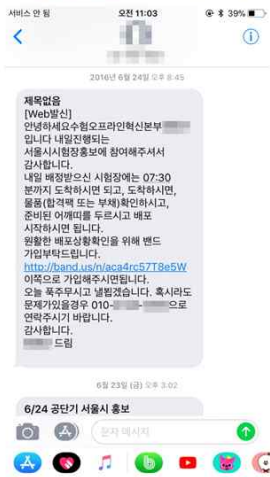 서비스 안 됨 오전 11:03 39%
2016년 6월 24일 오후 8:45
제목없음
[Web발신]
안녕하세요수험오프라인혁신본부
입니다 내일진행되는
서울시시험장홍보에 참여해주셔서
감사합니다.
내일 배정받으신 시험장에는 07:30
분까지 도착하시면 되고, 도착하시면,
물품(합격팩 또는 부채)확인하시고,
준비된 어깨띠를 두르시고 배포
시작하시면 됩니다.
원활한 배포상황확인을 위해 밴드
가입부탁드립니다.
http://band.us/n/aca4rc57T8e5W
이쪽으로 가입해주시면됩니다.
오늘 푹주무시고 낼뵙겠습니다. 혹시라도
문제가있을경우 010- - 으로
연락주시기 바랍니다.
감사합니다.
드림
6월 23일 (금) 오후 3:02
6/24 공단기 서울시 홍보
문자 메시지